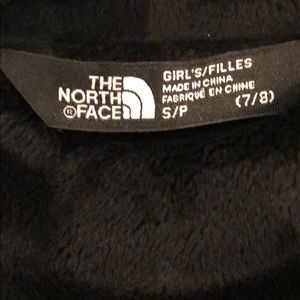 THE
NORTH
FACE
GIRL'S/FILLES
MADE IN CHINA
FABRIQUÉ EN CHINE
S/P (7/8)